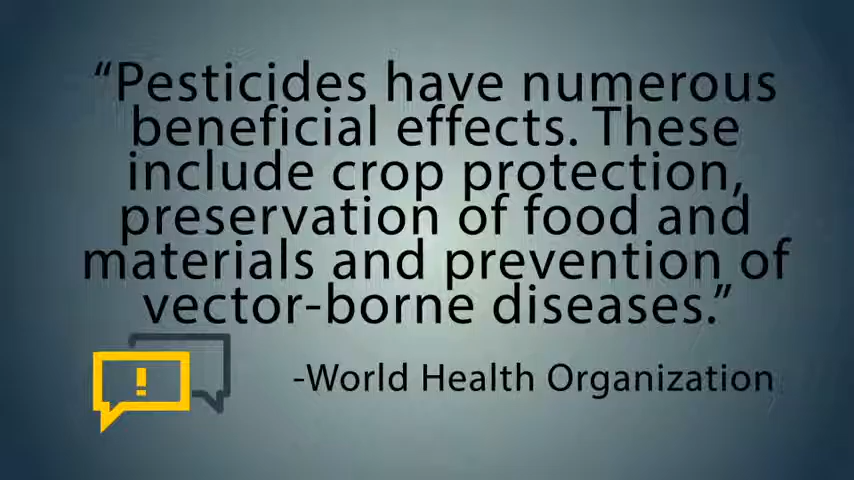 “Pesticides have numerous
beneficial effects. These
include crop protection,
preservation of food and
materials and prevention of
vector-borne diseases.”
!
-World Health Organization